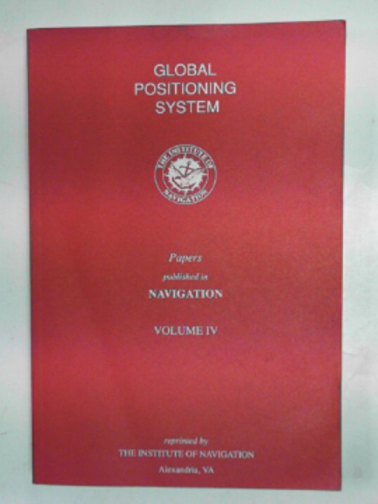 GLOBAL
POSITIONING
SYSTEM
THE INSTITUTE OF
NAVIGATION
Papers
published in
NAVIGATION
VOLUME IV
reprinted by
THE INSTITUTE OF NAVIGATION
Alexandria, VA